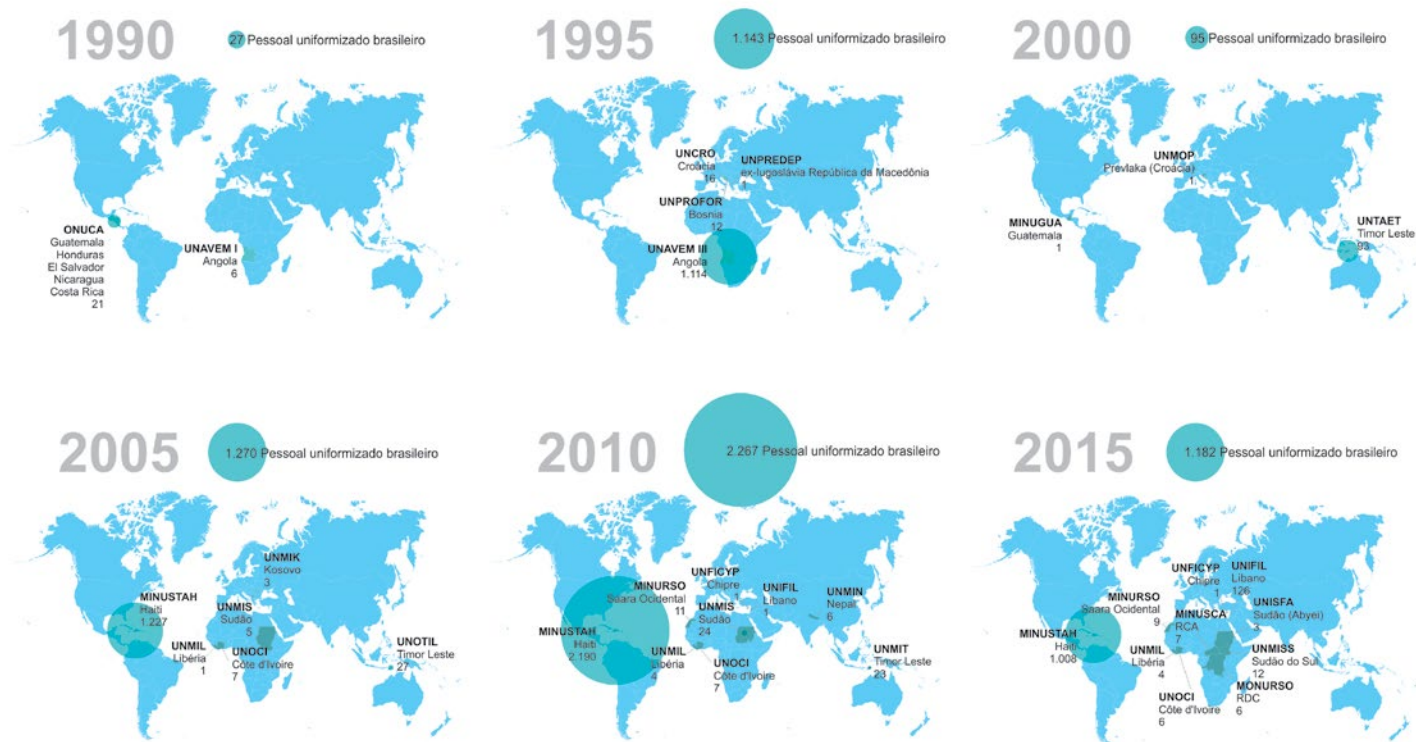 1990
27 Pessoal uniformizado brasileiro
ONUCA
Guatemala
Honduras
El Salvador
Nicaragua
Costa Rica
21
UNAVEM I
Angola
6
1995
1.143 Pessoal uniformizado brasileiro
UNCRO
Croácia
16
UNPREDEP
ex-Iugoslávia República da Macedônia
1
UNPROFOR
Bosnia
12
UNAVEM III
Angola
1.114
2000
95 Pessoal uniformizado brasileiro
UNMOP
Prevlaka (Croácia)
1
MINUGUA
Guatemala
1
UNTAET
Timor Leste
93
2005
1.270 Pessoal uniformizado brasileiro
UNMIK
Kosovo
3
MINUSTAH
Haiti
1.227
UNMIS
Sudão
5
UNMIL
Libéria
1
UNOCI
Côte d'Ivoire
7
UNOTIL
Timor Leste
27
2010
2.267 Pessoal uniformizado brasileiro
UNFICYP
Chipre
1
MINURSO
Saara Ocidental
11
UNIFIL
Líbano
1
UNMIN
Nepal
6
UNMIS
Sudão
24
MINUSTAH
Haiti
2.190
UNMIL
Libéria
4
UNOCI
Côte d'Ivoire
7
UNMIT
Timor Leste
23
2015
1.182 Pessoal uniformizado brasileiro
UNFICYP
Chipre
1
UNIFIL
Líbano
126
MINURSO
Saara Ocidental
9
MINUSCA
RCA
7
UNISFA
Sudão (Abyei)
3
MINUSTAH
Haiti
1.008
UNMIL
Libéria
4
UNMISS
Sudão do Sul
12
UNOCI
Côte d'Ivoire
6
MONURSO
RDC
6